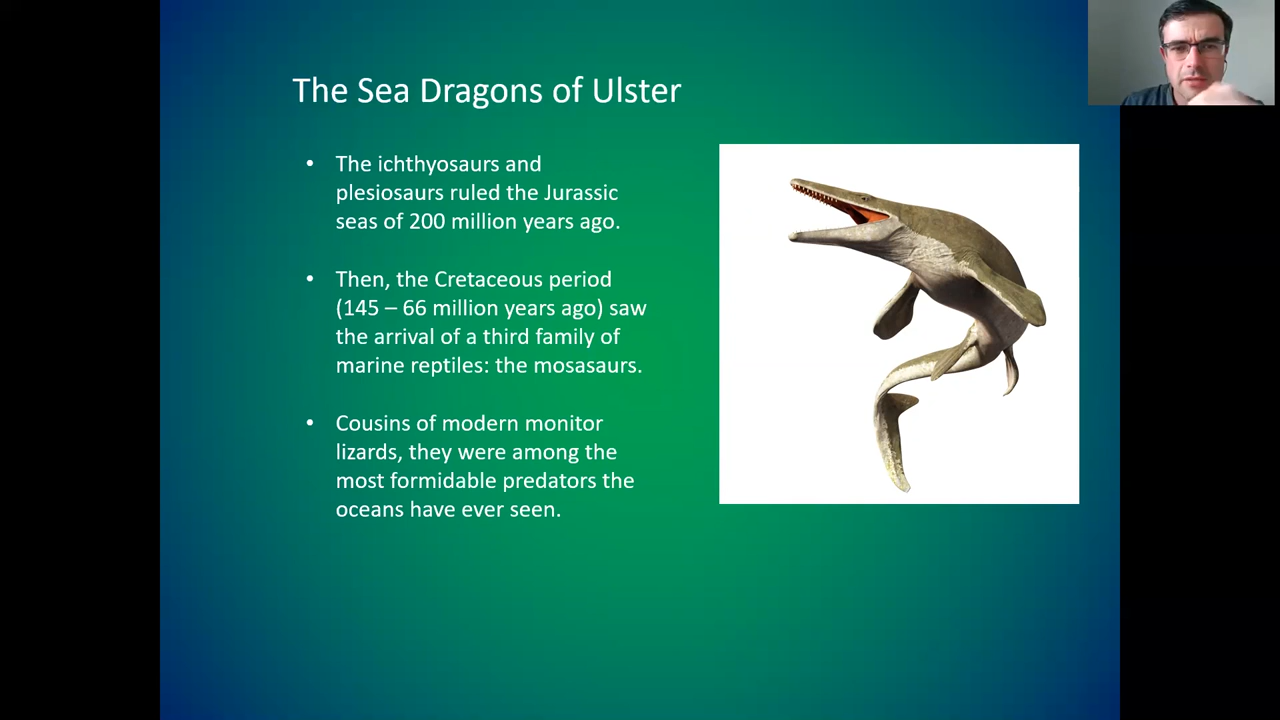 The Sea Dragons of Ulster
• The ichthyosaurs and
plesiosaurs ruled the Jurassic
seas of 200 million years ago.
• Then, the Cretaceous period
(145 – 66 million years ago) saw
the arrival of a third family of
marine reptiles: the mosasaurs.
• Cousins of modern monitor
lizards, they were among the
most formidable predators the
oceans have ever seen.